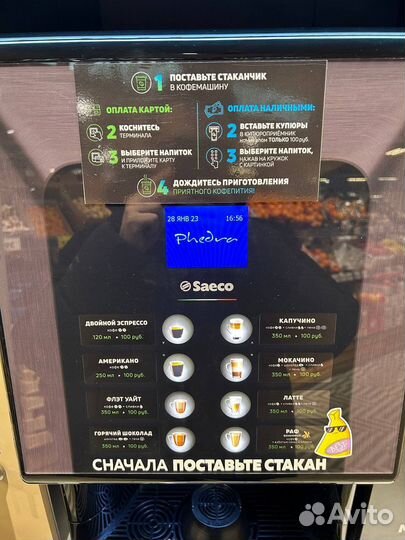 1 ПОСТАВЬТЕ СТАКАНЧИК
В КОФЕМАШИНУ
ОПЛАТА КАРТОЙ:
2 КОСНИТЕСЬ
ТЕРМИНАЛА
3 ВЫБЕРИТЕ НАПИТОК
И ПРИЛОЖИТЕ КАРТУ
К ТЕРМИНАЛУ
ОПЛАТА НАЛИЧНЫМИ:
2 ВСТАВЬТЕ КУПЮРЫ
В КУПЮРОПРИЕМНИК
ТОЛЬКО 100 руб.
3 ВЫБЕРИТЕ НАПИТОК,
НАЖАВ НА КРУЖОК
С КАРТИНКОЙ
4 ДОЖДИТЕСЬ ПРИГОТОВЛЕНИЯ
ПРИЯТНОГО КОФЕПИТИЯ!
28 ЯНВ 23 16:56
Phedra
Saeco
ДВОЙНОЙ ЭСПРЕССО
КОФЕ
120 мл • 100 руб.
КАПУЧИНО
350 мл • 100 руб.
АМЕРИКАНО
КОФЕ
250 мл • 100 руб.
МОКАЧИНО
350 мл • 100 руб.
ФЛЭТ УАЙТ
350 мл • 100 руб.
ЛАТТЕ
350 мл • 100 руб.
ГОРЯЧИЙ ШОКОЛАД
350 мл • 100 руб.
РАФ
350 мл • 100 руб.
СНАЧАЛА ПОСТАВЬТЕ СТАКАН
Avito